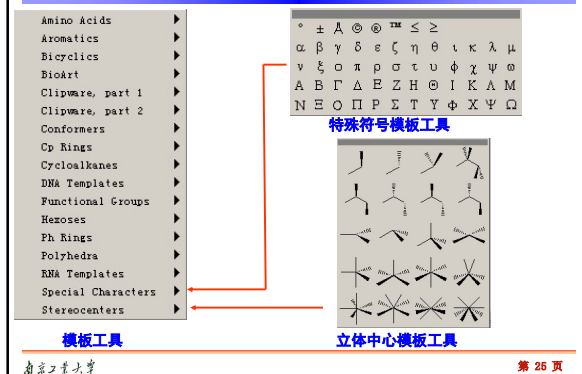 Amino Acids
Aromatics
Bicyclics
BioArt
Clipware, part 1
Clipware, part 2
Conformers
Cp Rings
Cycloalkanes
DNA Templates
Functional Groups
Hexoses
Ph Rings
Polyhedra
RNA Templates
Special Characters
Stereocenters
模板工具
° ± Å © ® ™ ≤ ≥
α β γ δ ε ζ η θ ι κ λ μ
ν ξ ο π ρ σ τ υ φ χ ψ ω
Α Β Γ Δ Ε Ζ Η Θ Ι Κ Λ Μ
Ν Ξ Ο Π Ρ Σ Τ Υ Φ Χ Ψ Ω
特殊符号模板工具
立体中心模板工具
南京工业大学
第 25 页